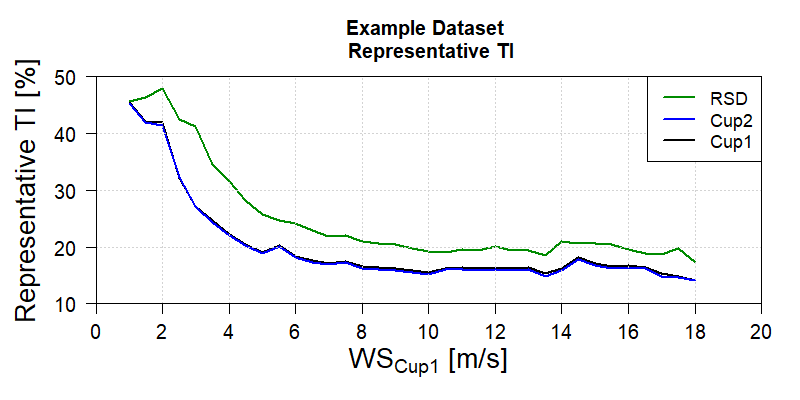 Example Dataset
Representative TI
Representative TI [%]
50
40
30
20
10
RSD
Cup2
Cup1
0 2 4 6 8 10 12 14 16 18 20
WSCup1 [m/s]